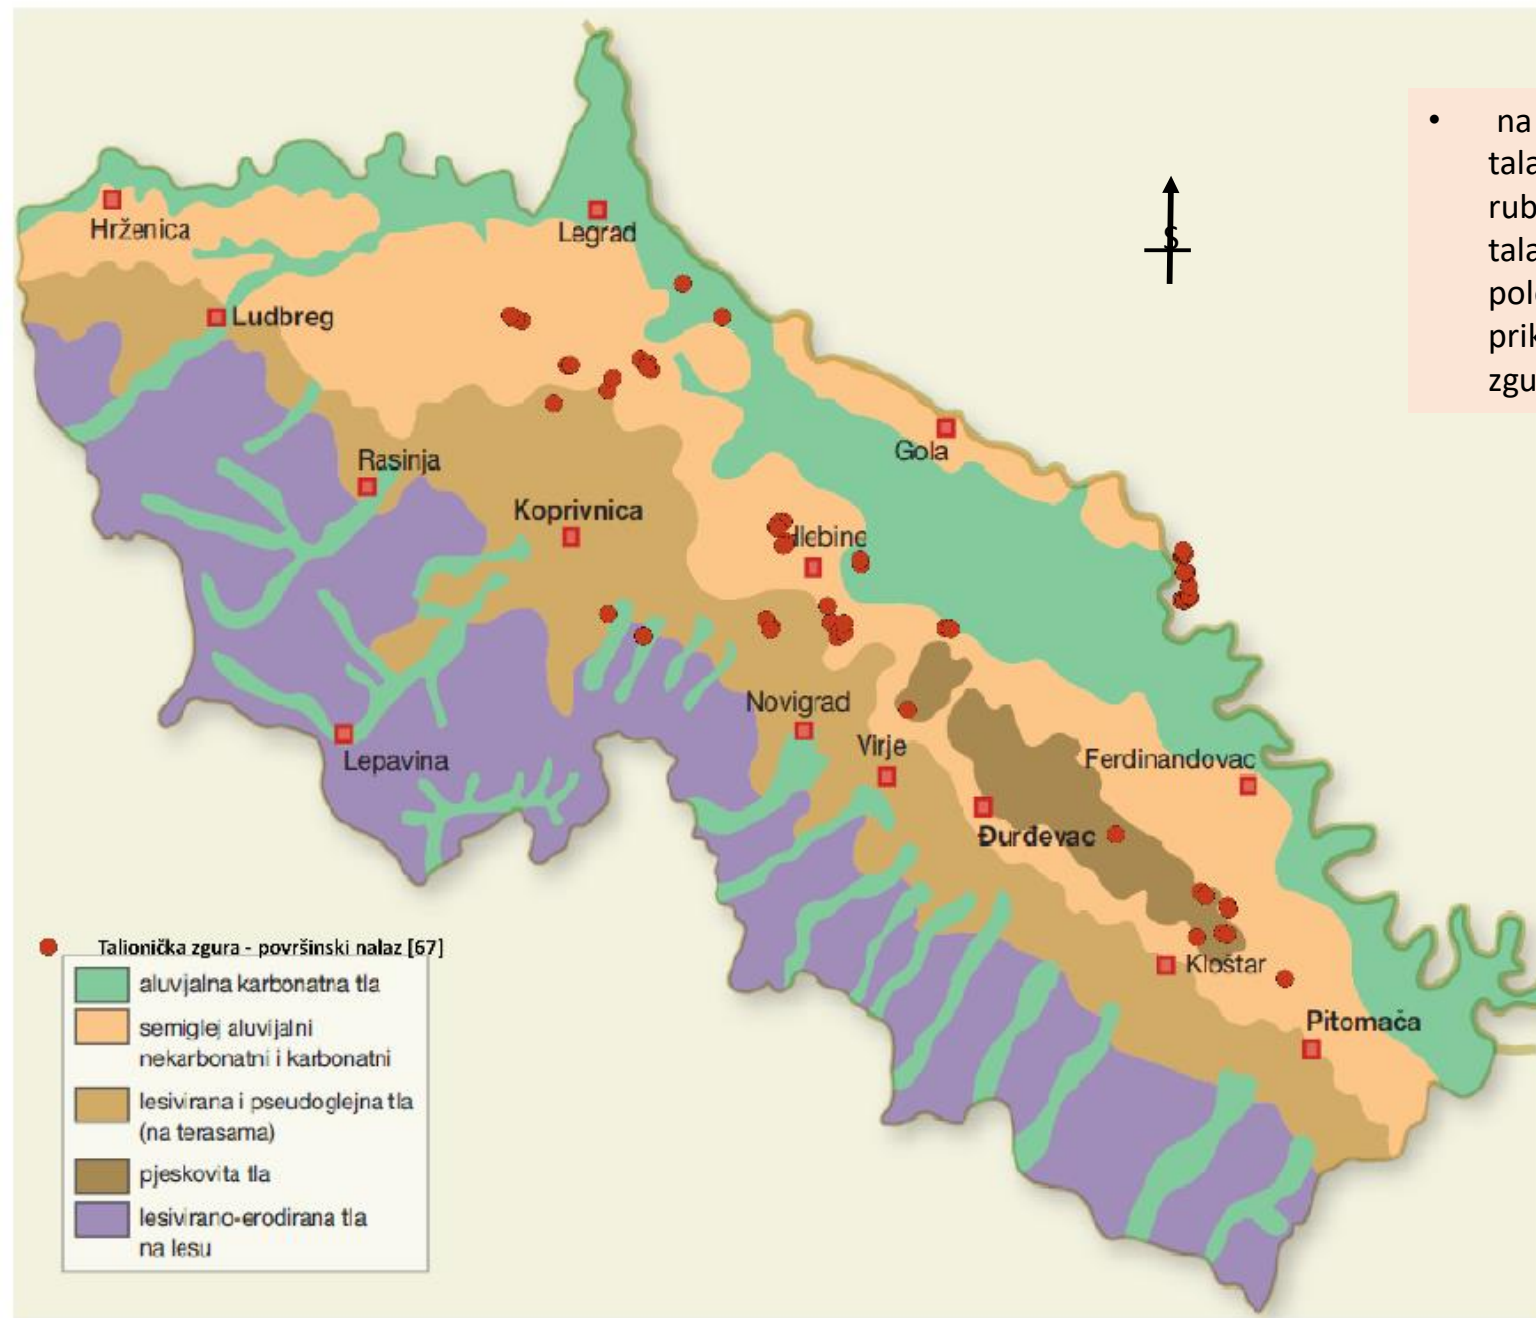 Hrženica
Legrad
Ludbreg
Rasinja
Koprivnica
Gola
Hlebine
Novigrad
Virje
Lepavina
Ferdinandovac
Đurđevac
Kloštar
Pitomača
S
• na
tala
rub
tala
pol
prik
zgu
Talionička zgura - površinski nalaz [67]
aluvjalna karbonatna tla
semiglej aluvijalni
nekarbonatni i karbonatni
lesivirana i pseudoglejna tla
(na terasama)
pjeskovita tla
lesivirano-erodirana tla
na lesu